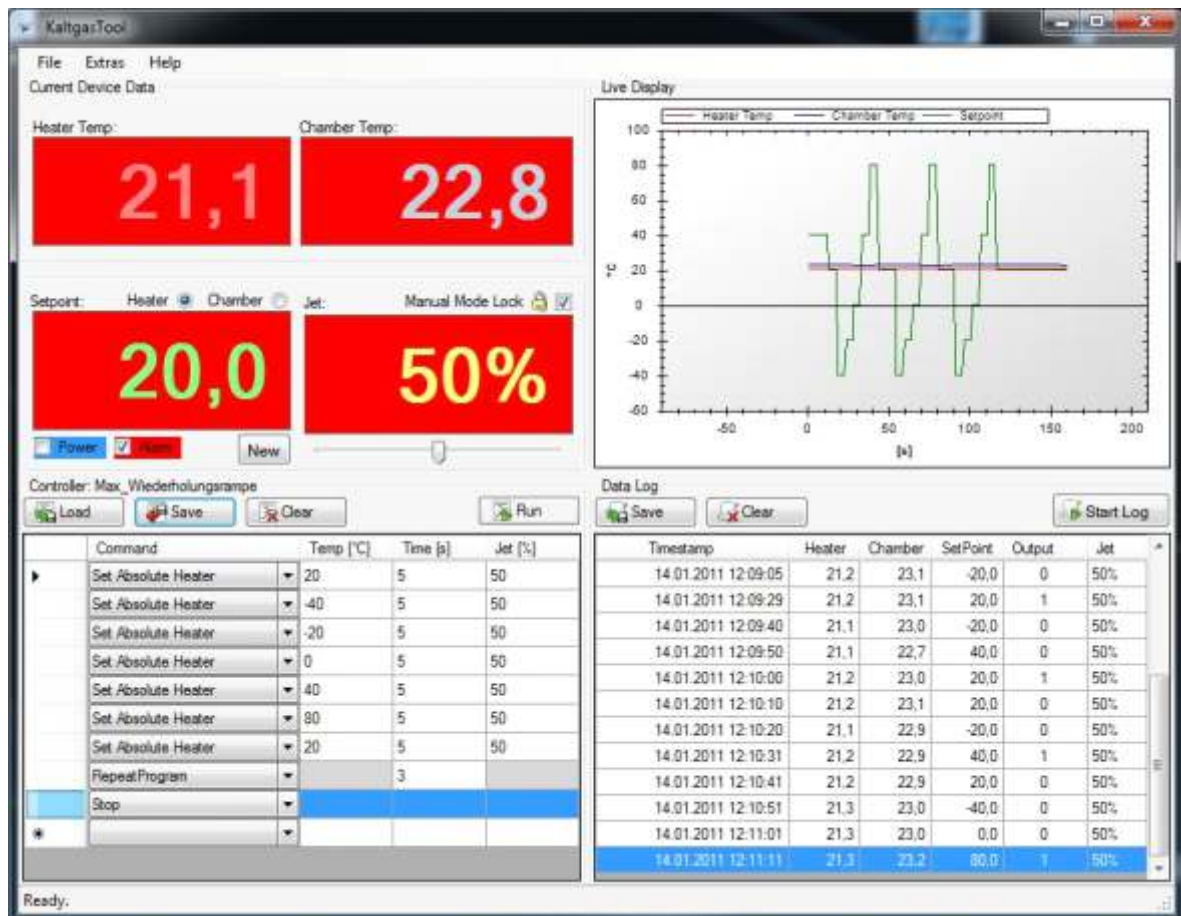 KaltgasTool
File Extras Help
Current Device Data
Heater Temp:
Chamber Temp:
21,1
22,8
Setpoint: Heater Chamber
Jet: Manual Mode Lock
20,0
50%
Power Alarm New
Live Display
Heater Temp Chamber Temp Setpoint
100
80
60
40
20
0
-20
-40
-60
°C
-50 0 50 100 150 200
[s]
Controller: Max_Wiederholungsrampe
Load Save Clear Run
Command Temp [°C] Time [s] Jet [%]
Set Absolute Heater 20 5 50
Set Absolute Heater -40 5 50
Set Absolute Heater -20 5 50
Set Absolute Heater 0 5 50
Set Absolute Heater 40 5 50
Set Absolute Heater 80 5 50
Set Absolute Heater 20 5 50
RepeatProgram 3
Stop
Data Log
Save Clear Start Log
Timestamp Heater Chamber SetPoint Output Jet
14.01.2011 12:09:05 21,2 23,1 -20,0 0 50%
14.01.2011 12:09:29 21,2 23,1 20,0 1 50%
14.01.2011 12:09:40 21,1 23,0 -20,0 0 50%
14.01.2011 12:09:50 21,1 22,7 40,0 0 50%
14.01.2011 12:10:00 21,2 23,0 20,0 1 50%
14.01.2011 12:10:10 21,2 23,1 20,0 0 50%
14.01.2011 12:10:20 21,1 22,9 -20,0 0 50%
14.01.2011 12:10:31 21,2 22,9 40,0 1 50%
14.01.2011 12:10:41 21,2 22,9 20,0 0 50%
14.01.2011 12:10:51 21,3 23,0 -40,0 0 50%
14.01.2011 12:11:01 21,3 23,0 0,0 0 50%
14.01.2011 12:11:11 21,3 23,2 80,0 1 50%
Ready.